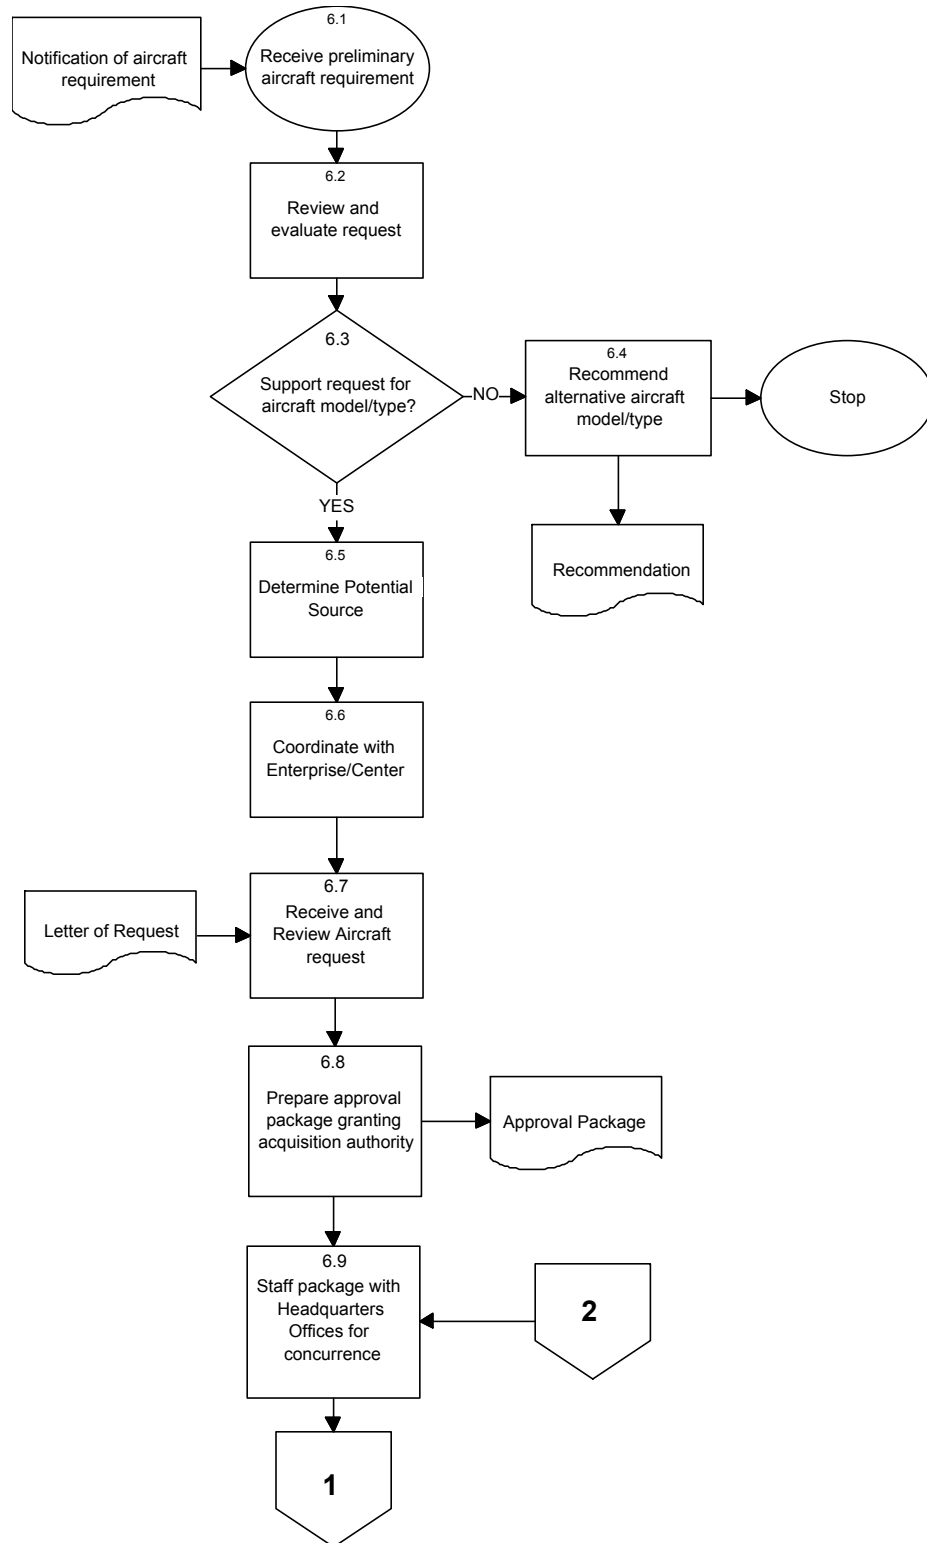 6.1
Notification of aircraft
requirement
Receive preliminary
aircraft requirement
6.2
Review and
evaluate request
6.3
Support request for
aircraft model/type?
NO
6.4
Recommend
alternative aircraft
model/type
Stop
YES
Recommendation
6.5
Determine Potential
Source
6.6
Coordinate with
Enterprise/Center
6.7
Receive and
Review Aircraft
request
Letter of Request
6.8
Prepare approval
package granting
acquisition authority
Approval Package
6.9
Staff package with
Headquarters
Offices for
concurrence
2
1